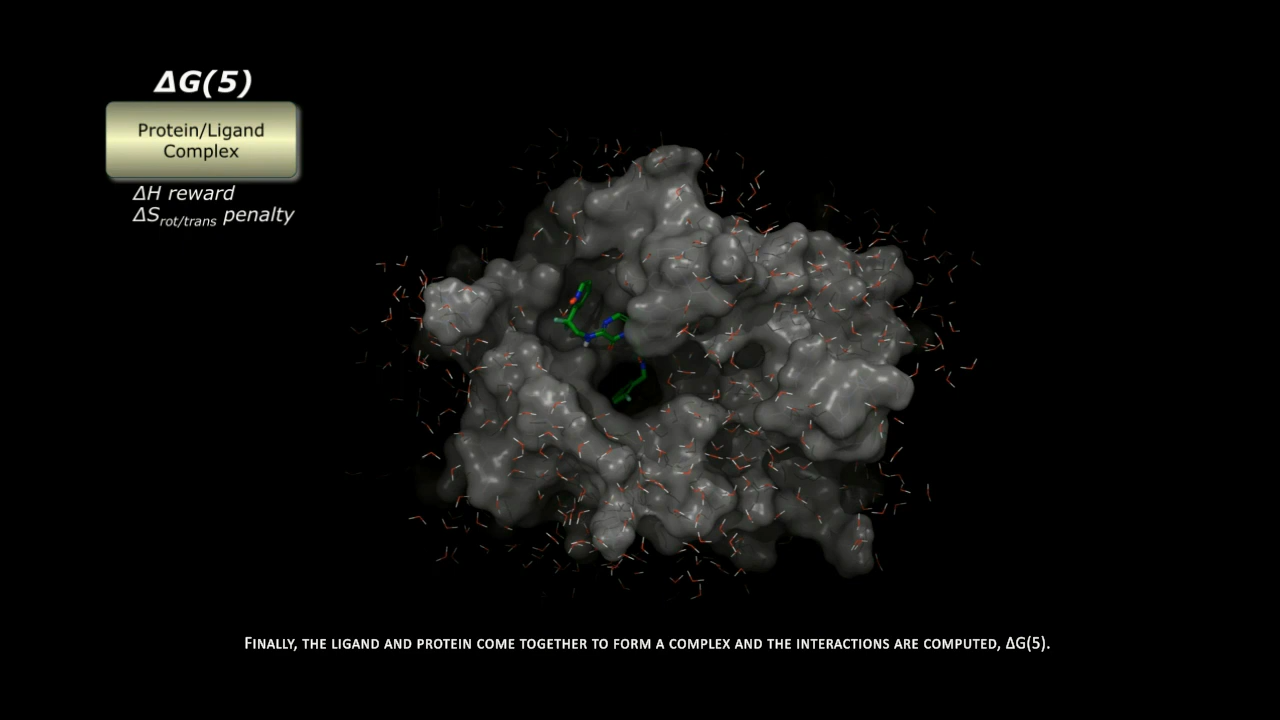 ΔG(5)
Protein/Ligand
Complex
ΔH reward
ΔSrot/trans penalty
Finally, the ligand and protein come together to form a complex and the interactions are computed, ΔG(5).